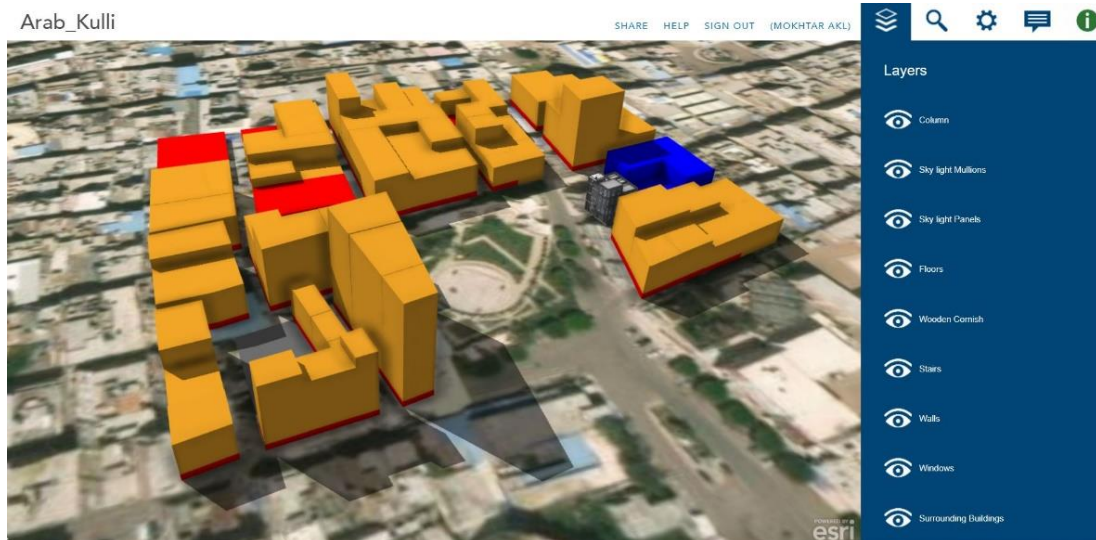 Arab_Kulli
SHARE HELP SIGN OUT (MOKHTAR AKL)
i
Layers
Column
Sky light Mullions
Sky light Panels
Floors
Wooden Cornish
Stairs
Walls
Windows
Surrounding Buildings
POWERED BY
esri